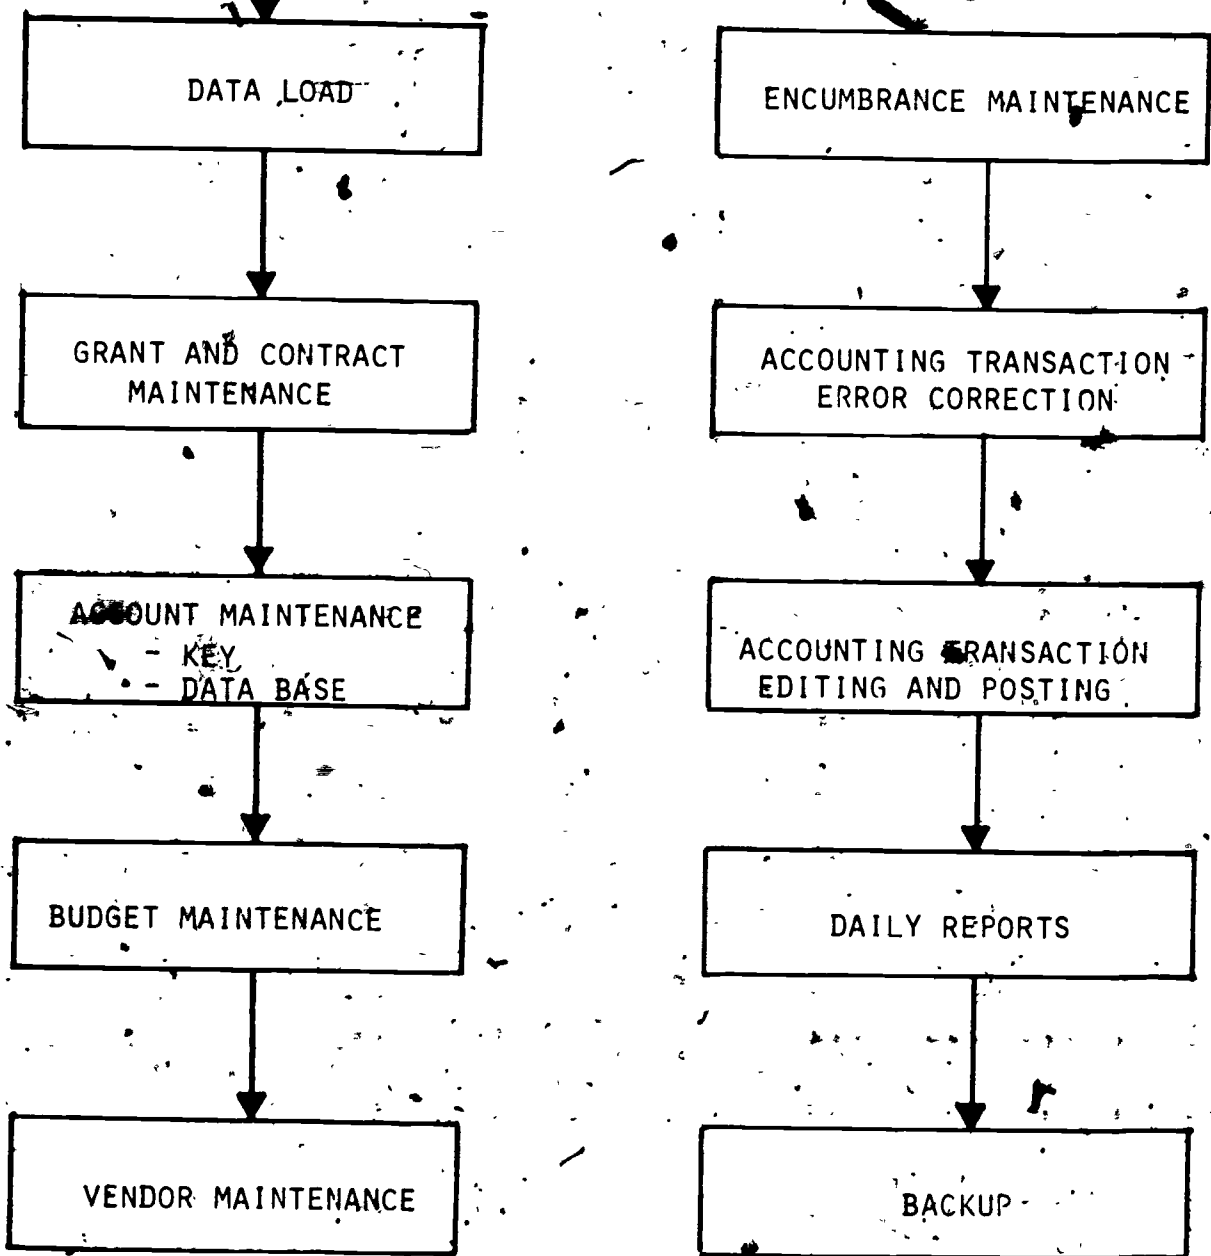 DATA LOAD
GRANT AND CONTRACT
MAINTENANCE
ACCOUNT MAINTENANCE
- KEY
- DATA BASE
BUDGET MAINTENANCE
VENDOR MAINTENANCE
ENCUMBRANCE MAINTENANCE
ACCOUNTING TRANSACTION
ERROR CORRECTION
ACCOUNTING TRANSACTION
EDITING AND POSTING
DAILY REPORTS
BACKUP